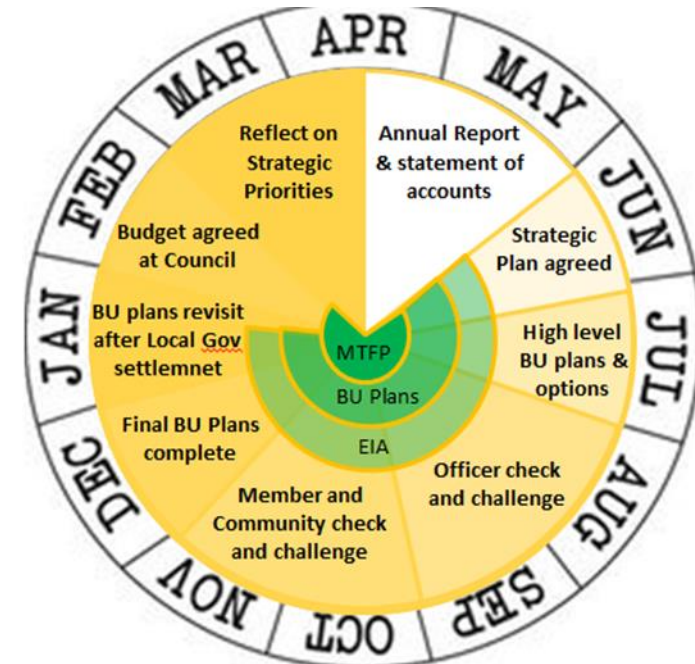 APR
MAY
JUN
JUL
AUG
SEP
OCT
NOV
DEC
JAN
FEB
MAR
Annual Report
& statement of
accounts
Strategic
Plan agreed
High level
BU plans &
options
Officer check
and challenge
Member and
Community check
and challenge
Final BU Plans
complete
BU plans revisit
after Local Gov
settlemnet
Budget agreed
at Council
Reflect on
Strategic
Priorities
MTFP
BU Plans
EIA